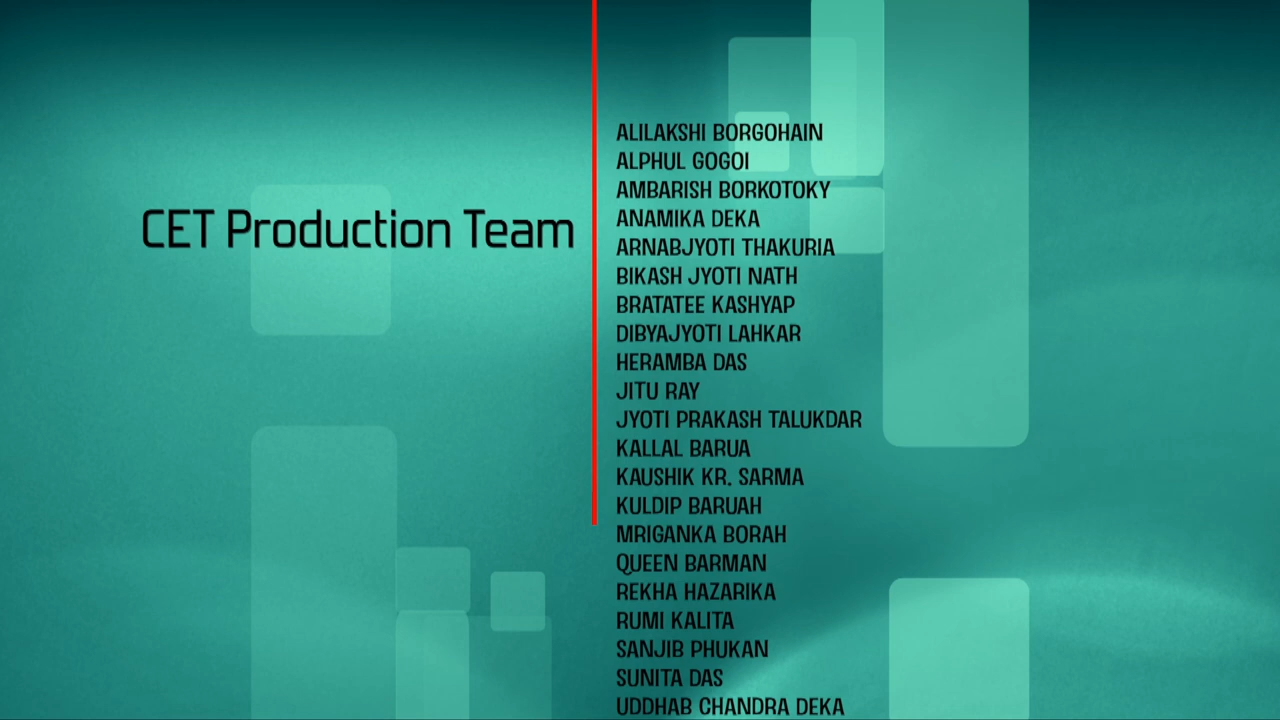 CET Production Team
ALILAKSHI BORGOHAIN
ALPHUL GOGOI
AMBARISH BORKOTOKY
ANAMIKA DEKA
ARNABJYOTI THAKURIA
BIKASH JYOTI NATH
BRATATEE KASHYAP
DIBYAJYOTI LAHKAR
HERAMBA DAS
JITU RAY
JYOTI PRAKASH TALUKDAR
KALLAL BARUA
KAUSHIK KR. SARMA
KULDIP BARUAH
MRIGANKA BORAH
QUEEN BARMAN
REKHA HAZARIKA
RUMI KALITA
SANJIB PHUKAN
SUNITA DAS
UDDHAB CHANDRA DEKA